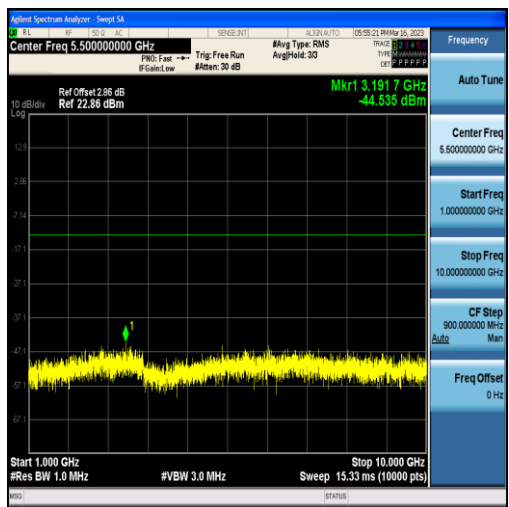 Agilent Spectrum Analyzer - Swept SA
RL RF 50 Ω AC SENSE:INT ALIGN AUTO 05:55:21 PM Mar 16, 2023
Center Freq 5.500000000 GHz
PNO: Fast
IFGain:Low
Trig: Free Run
#Atten: 30 dB
#Avg Type: RMS
Avg|Hold: 3/3
TRACE 1 2 3 4 5 6
TYPE MWWWWW
DET P P P P P P
Ref Offset 2.86 dB
Ref 22.86 dBm
10 dB/div
Log
Mkr1 3.191 7 GHz
-44.535 dBm
12.9
2.86
-7.14
-17.1
-27.1
-37.1
-47.1
-57.1
-67.1
1
Start 1.000 GHz
Stop 10.000 GHz
#Res BW 1.0 MHz
#VBW 3.0 MHz
Sweep 15.33 ms (10000 pts)
MSG
STATUS
Frequency
Auto Tune
Center Freq
5.500000000 GHz
Start Freq
1.000000000 GHz
Stop Freq
10.000000000 GHz
CF Step
900.000000 MHz
Auto Man
Freq Offset
0 Hz